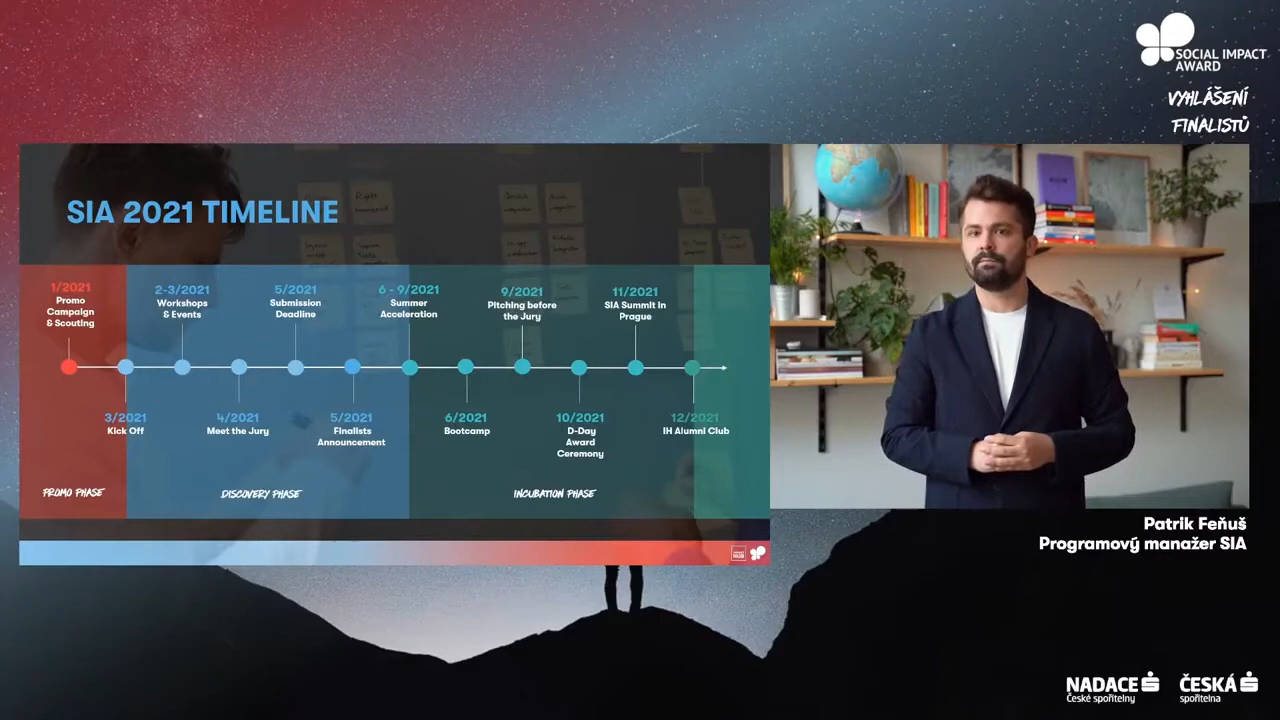 SOCIAL IMPACT
AWARD
VYHLÁŠENÍ
FINALISTŮ
SIA 2021 TIMELINE
1/2021
Promo
Campaign
& Scouting
2-3/2021
Workshops
& Events
5/2021
Submission
Deadline
6 - 9/2021
Summer
Acceleration
9/2021
Pitching before
the Jury
11/2021
SIA Summit in
Prague
3/2021
Kick Off
4/2021
Meet the Jury
5/2021
Finalists
Announcement
6/2021
Bootcamp
10/2021
D-Day
Award
Ceremony
12/2021
IH Alumni Club
PROMO PHASE
DISCOVERY PHASE
INCUBATION PHASE
Patrik Feňuš
Programový manažer SIA
NADACE
České spořitelny
ČESKÁ
spořitelna